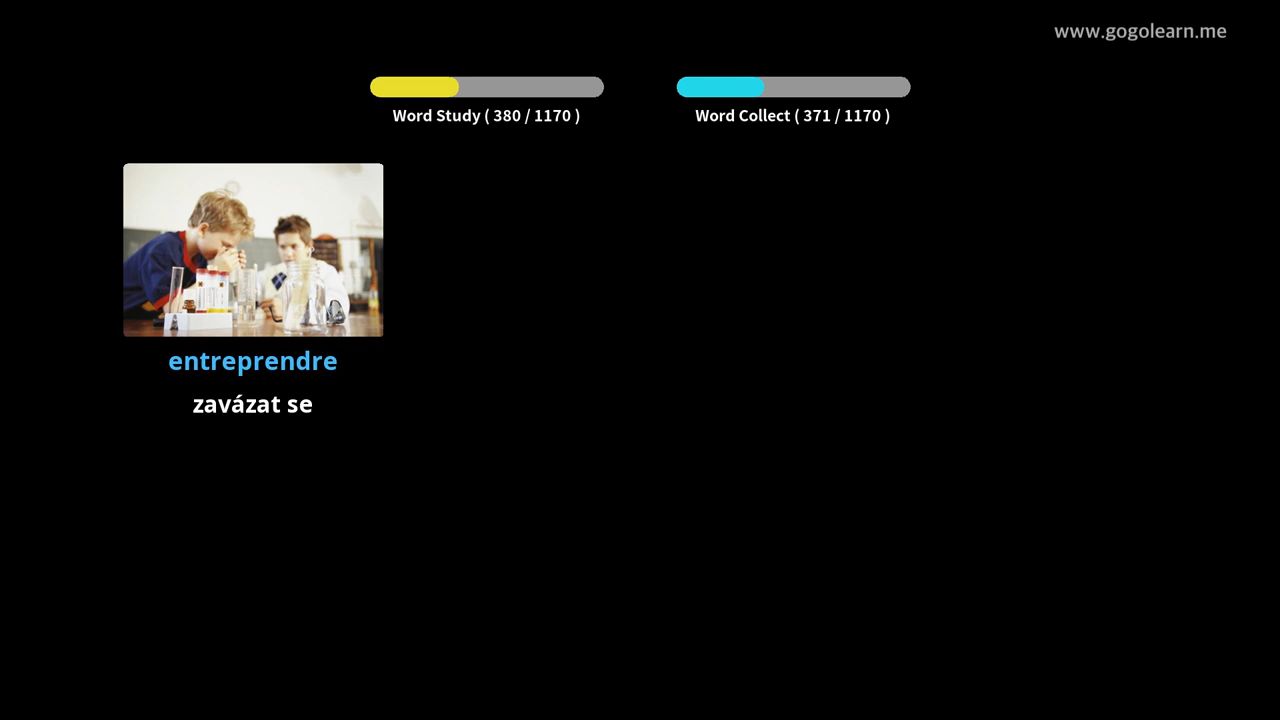 www.gogolearn.me
Word Study ( 380 / 1170 )
Word Collect ( 371 / 1170 )
entreprendre
zavázat se